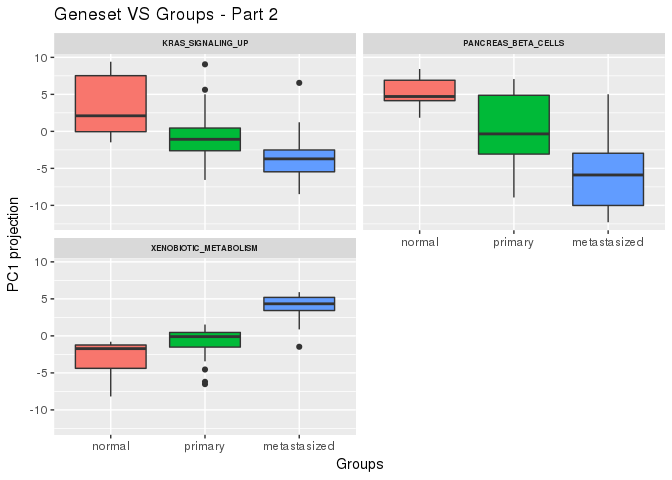 Geneset VS Groups - Part 2
KRAS_SIGNALING_UP
PANCREAS_BETA_CELLS
10
5
0
-5
-10
normal primary metastasized
XENOBIOTIC_METABOLISM
10
5
0
-5
-10
normal primary metastasized
PC1 projection
Groups